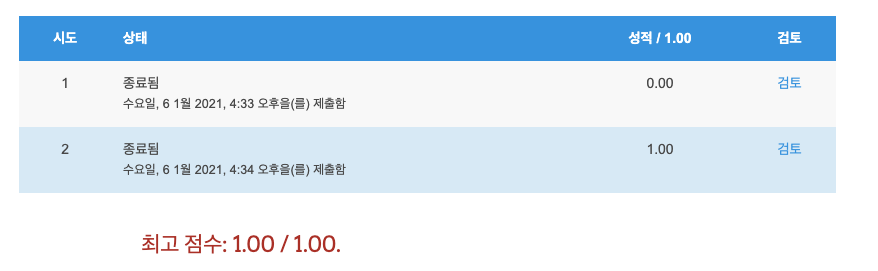 시도 상태 성적 / 1.00 검토
1 종료됨 0.00 검토
수요일, 6 1월 2021, 4:33 오후을(를) 제출함
2 종료됨 1.00 검토
수요일, 6 1월 2021, 4:34 오후을(를) 제출함
최고 점수: 1.00 / 1.00.